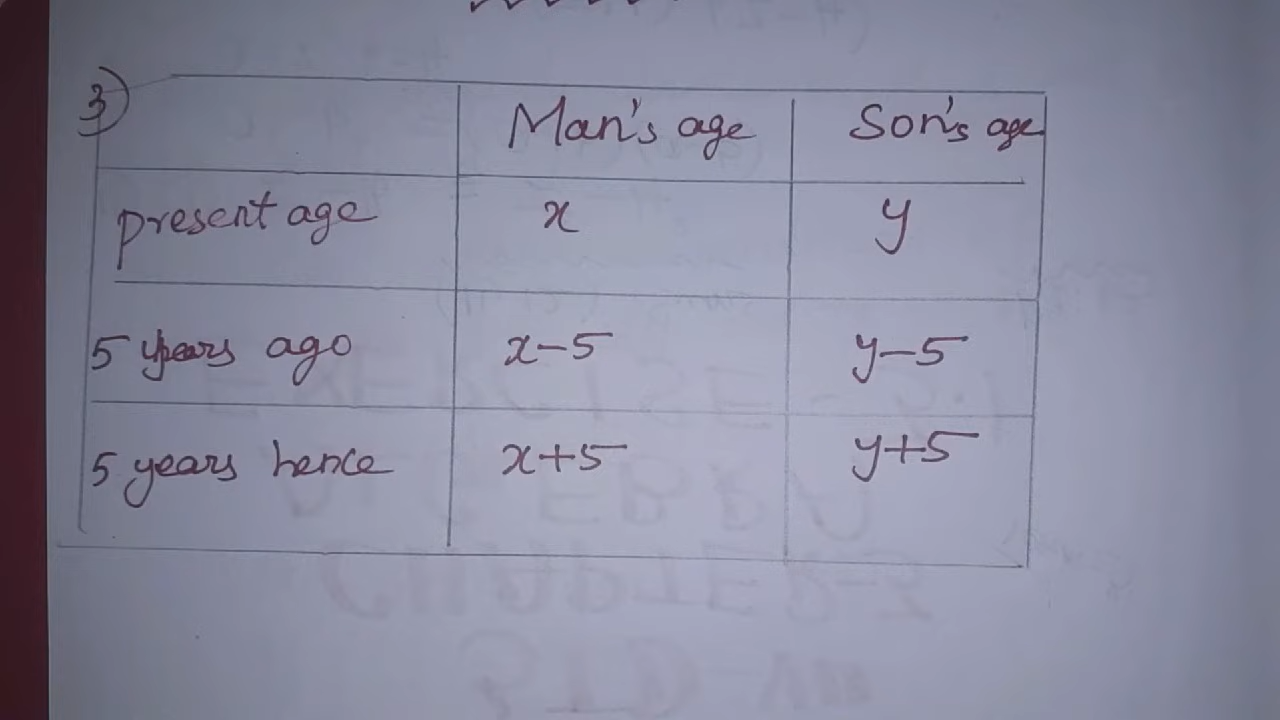 3)
Man's age Son's age
present age x y
5 years ago x-5 y-5
5 years hence x+5 y+5